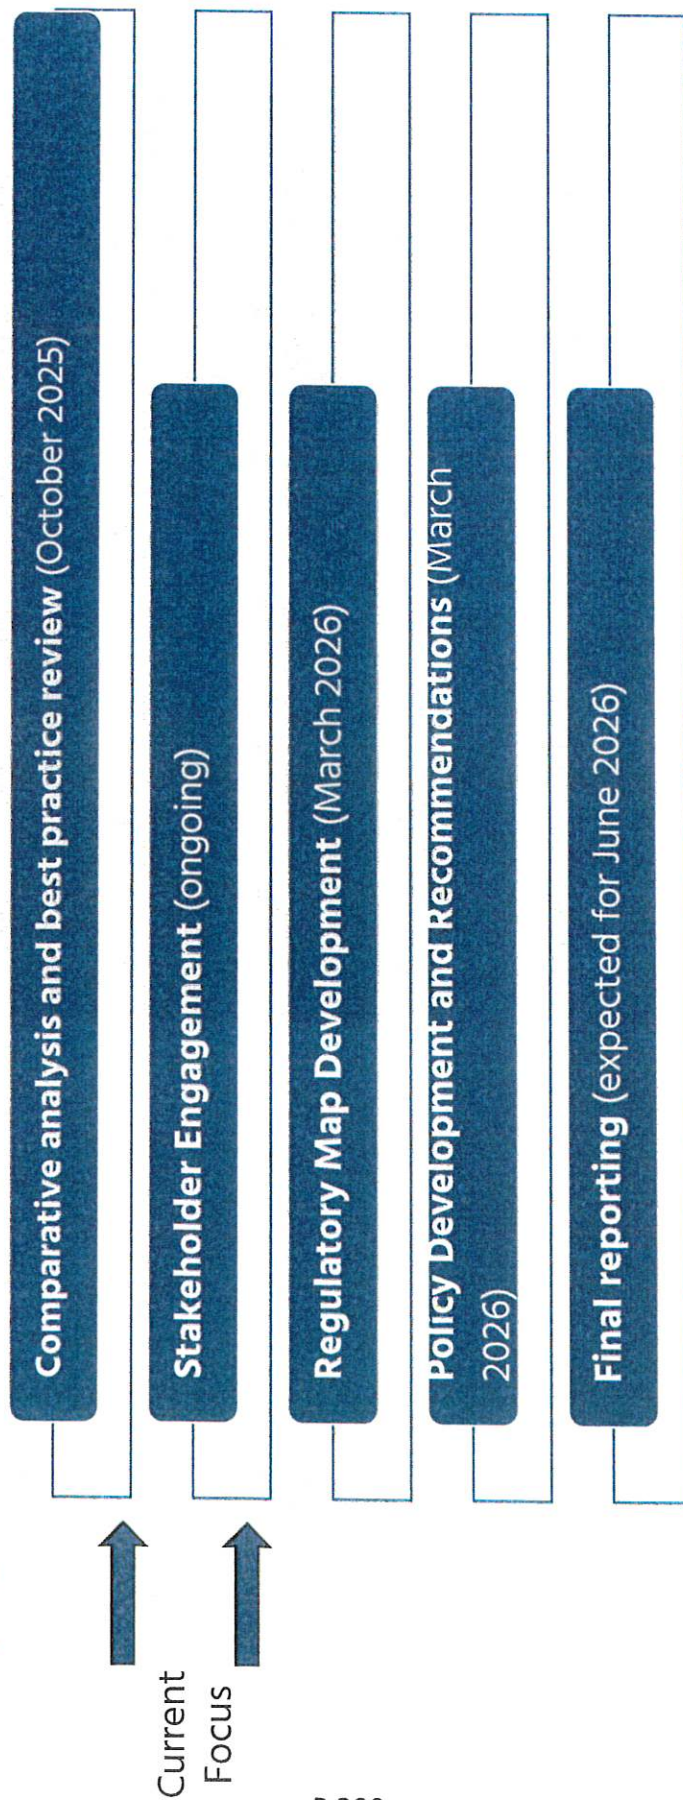 Comparative analysis and best practice review (October 2025)
Stakeholder Engagement (ongoing)
Regulatory Map Development (March 2026)
Policy Development and Recommendations (March
2026)
Final reporting (expected for June 2026)
Current
Focus